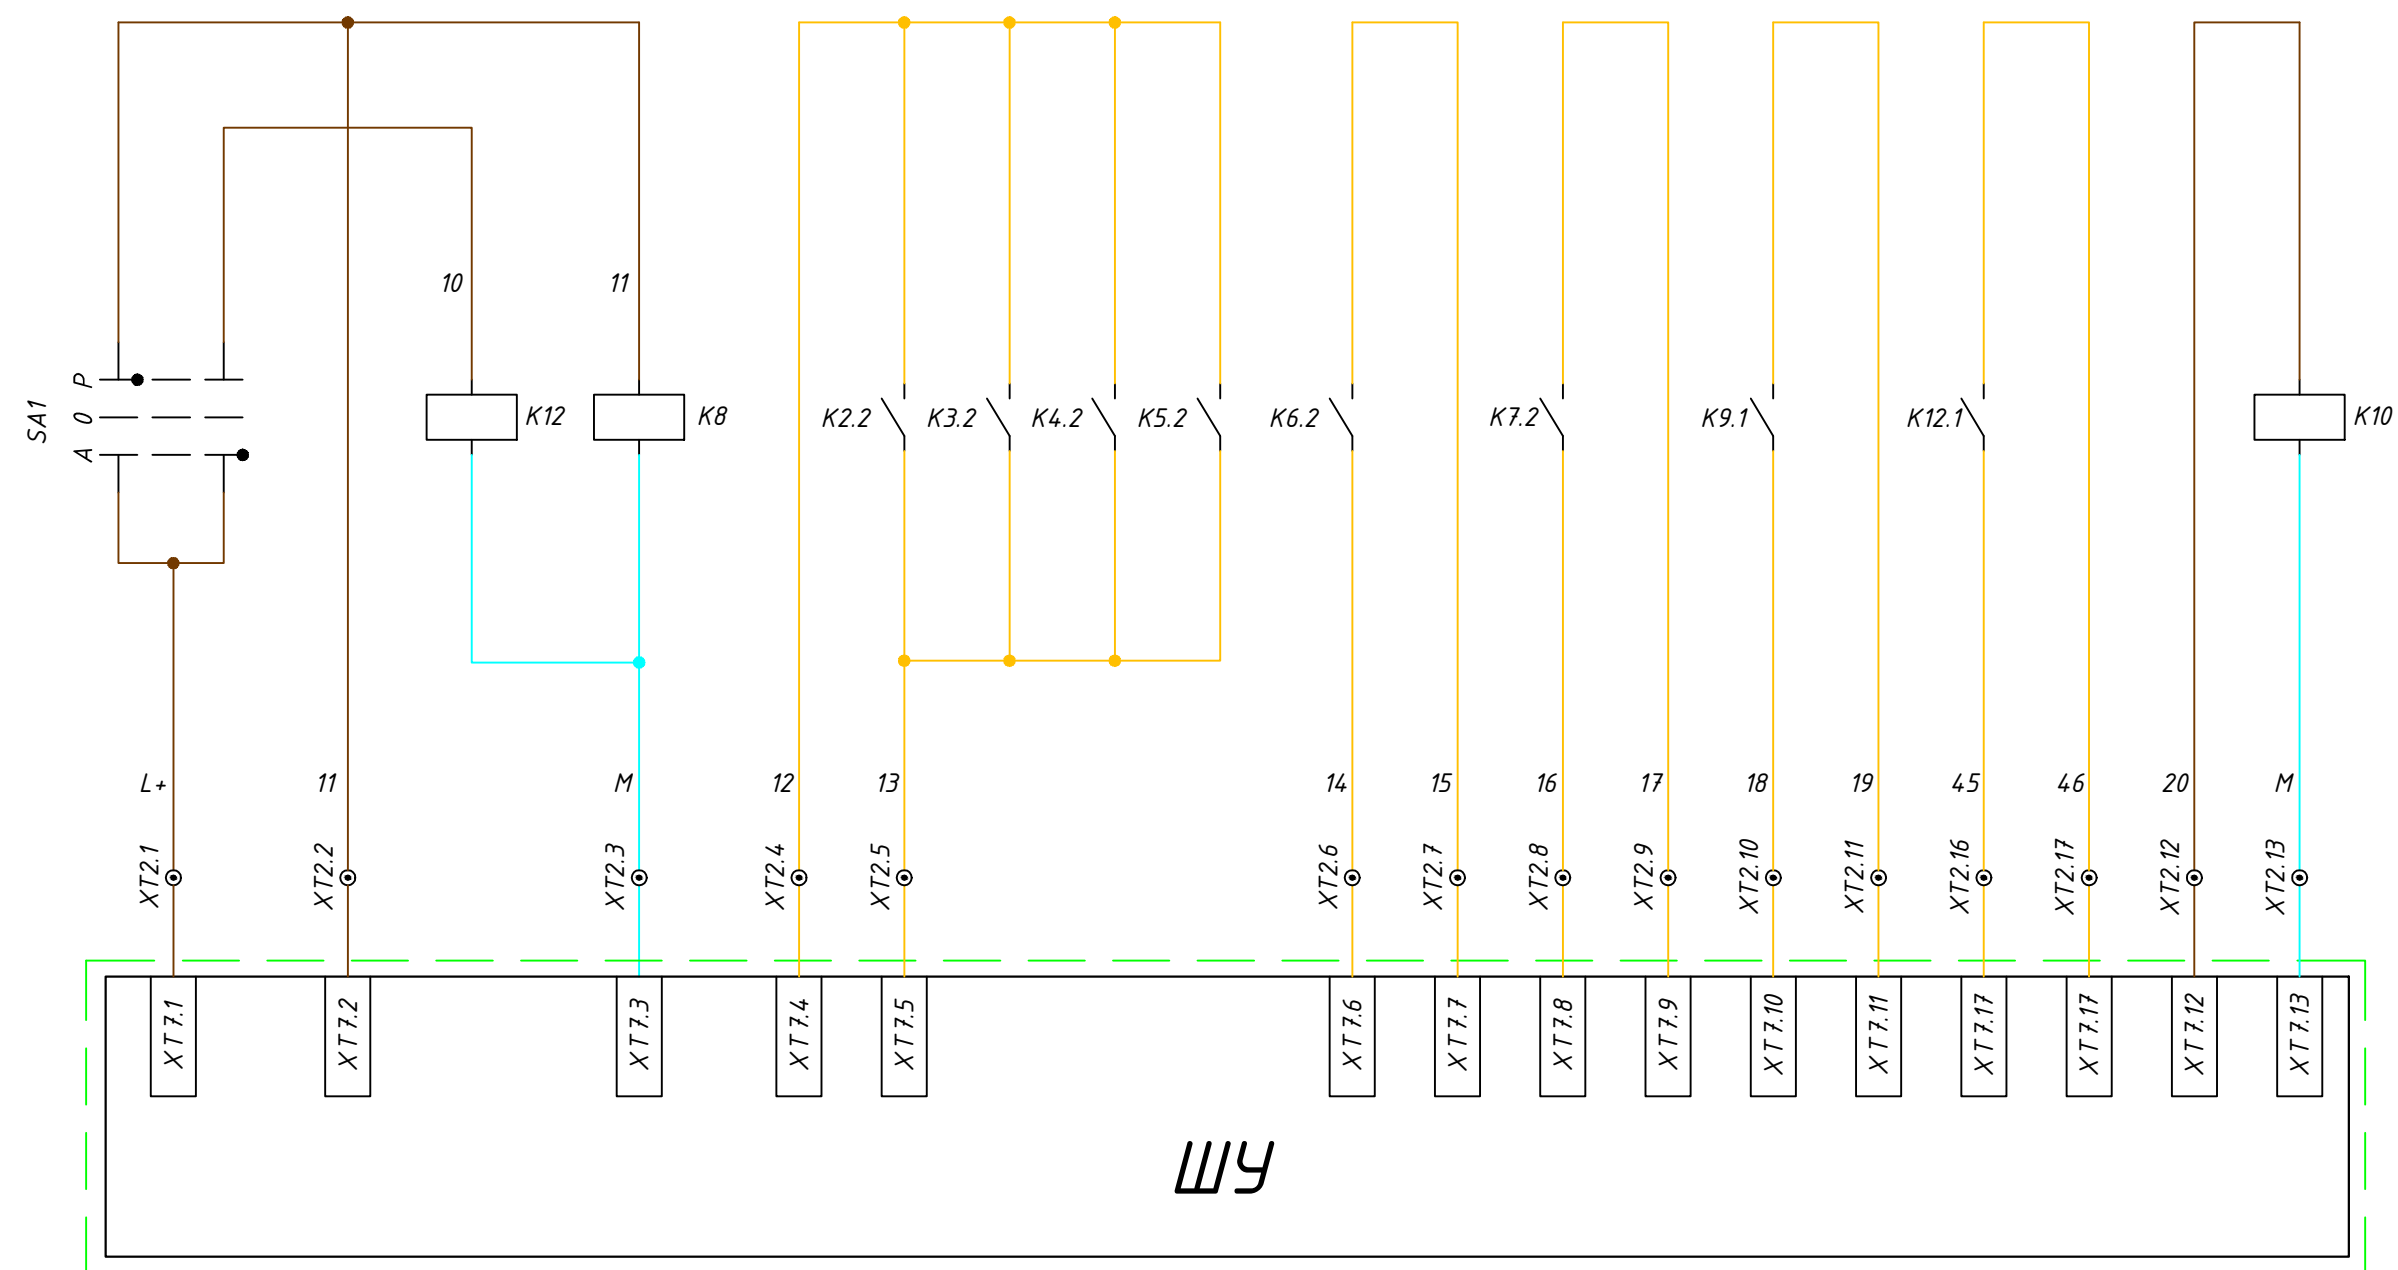 10
11
SA1
P
0
A
K12
K8
K2.2
K3.2
K4.2
K5.2
K6.2
K7.2
K9.1
K12.1
K10
L+
11
M
12
13
14
15
16
17
18
19
45
46
20
M
XT2.1
XT2.2
XT2.3
XT2.4
XT2.5
XT2.6
XT2.7
XT2.8
XT2.9
XT2.10
XT2.11
XT2.16
XT2.17
XT2.12
XT2.13
XT7.1
XT7.2
XT7.3
XT7.4
XT7.5
XT7.6
XT7.7
XT7.8
XT7.9
XT7.10
XT7.11
XT7.17
XT7.17
XT7.12
XT7.13
ШУ